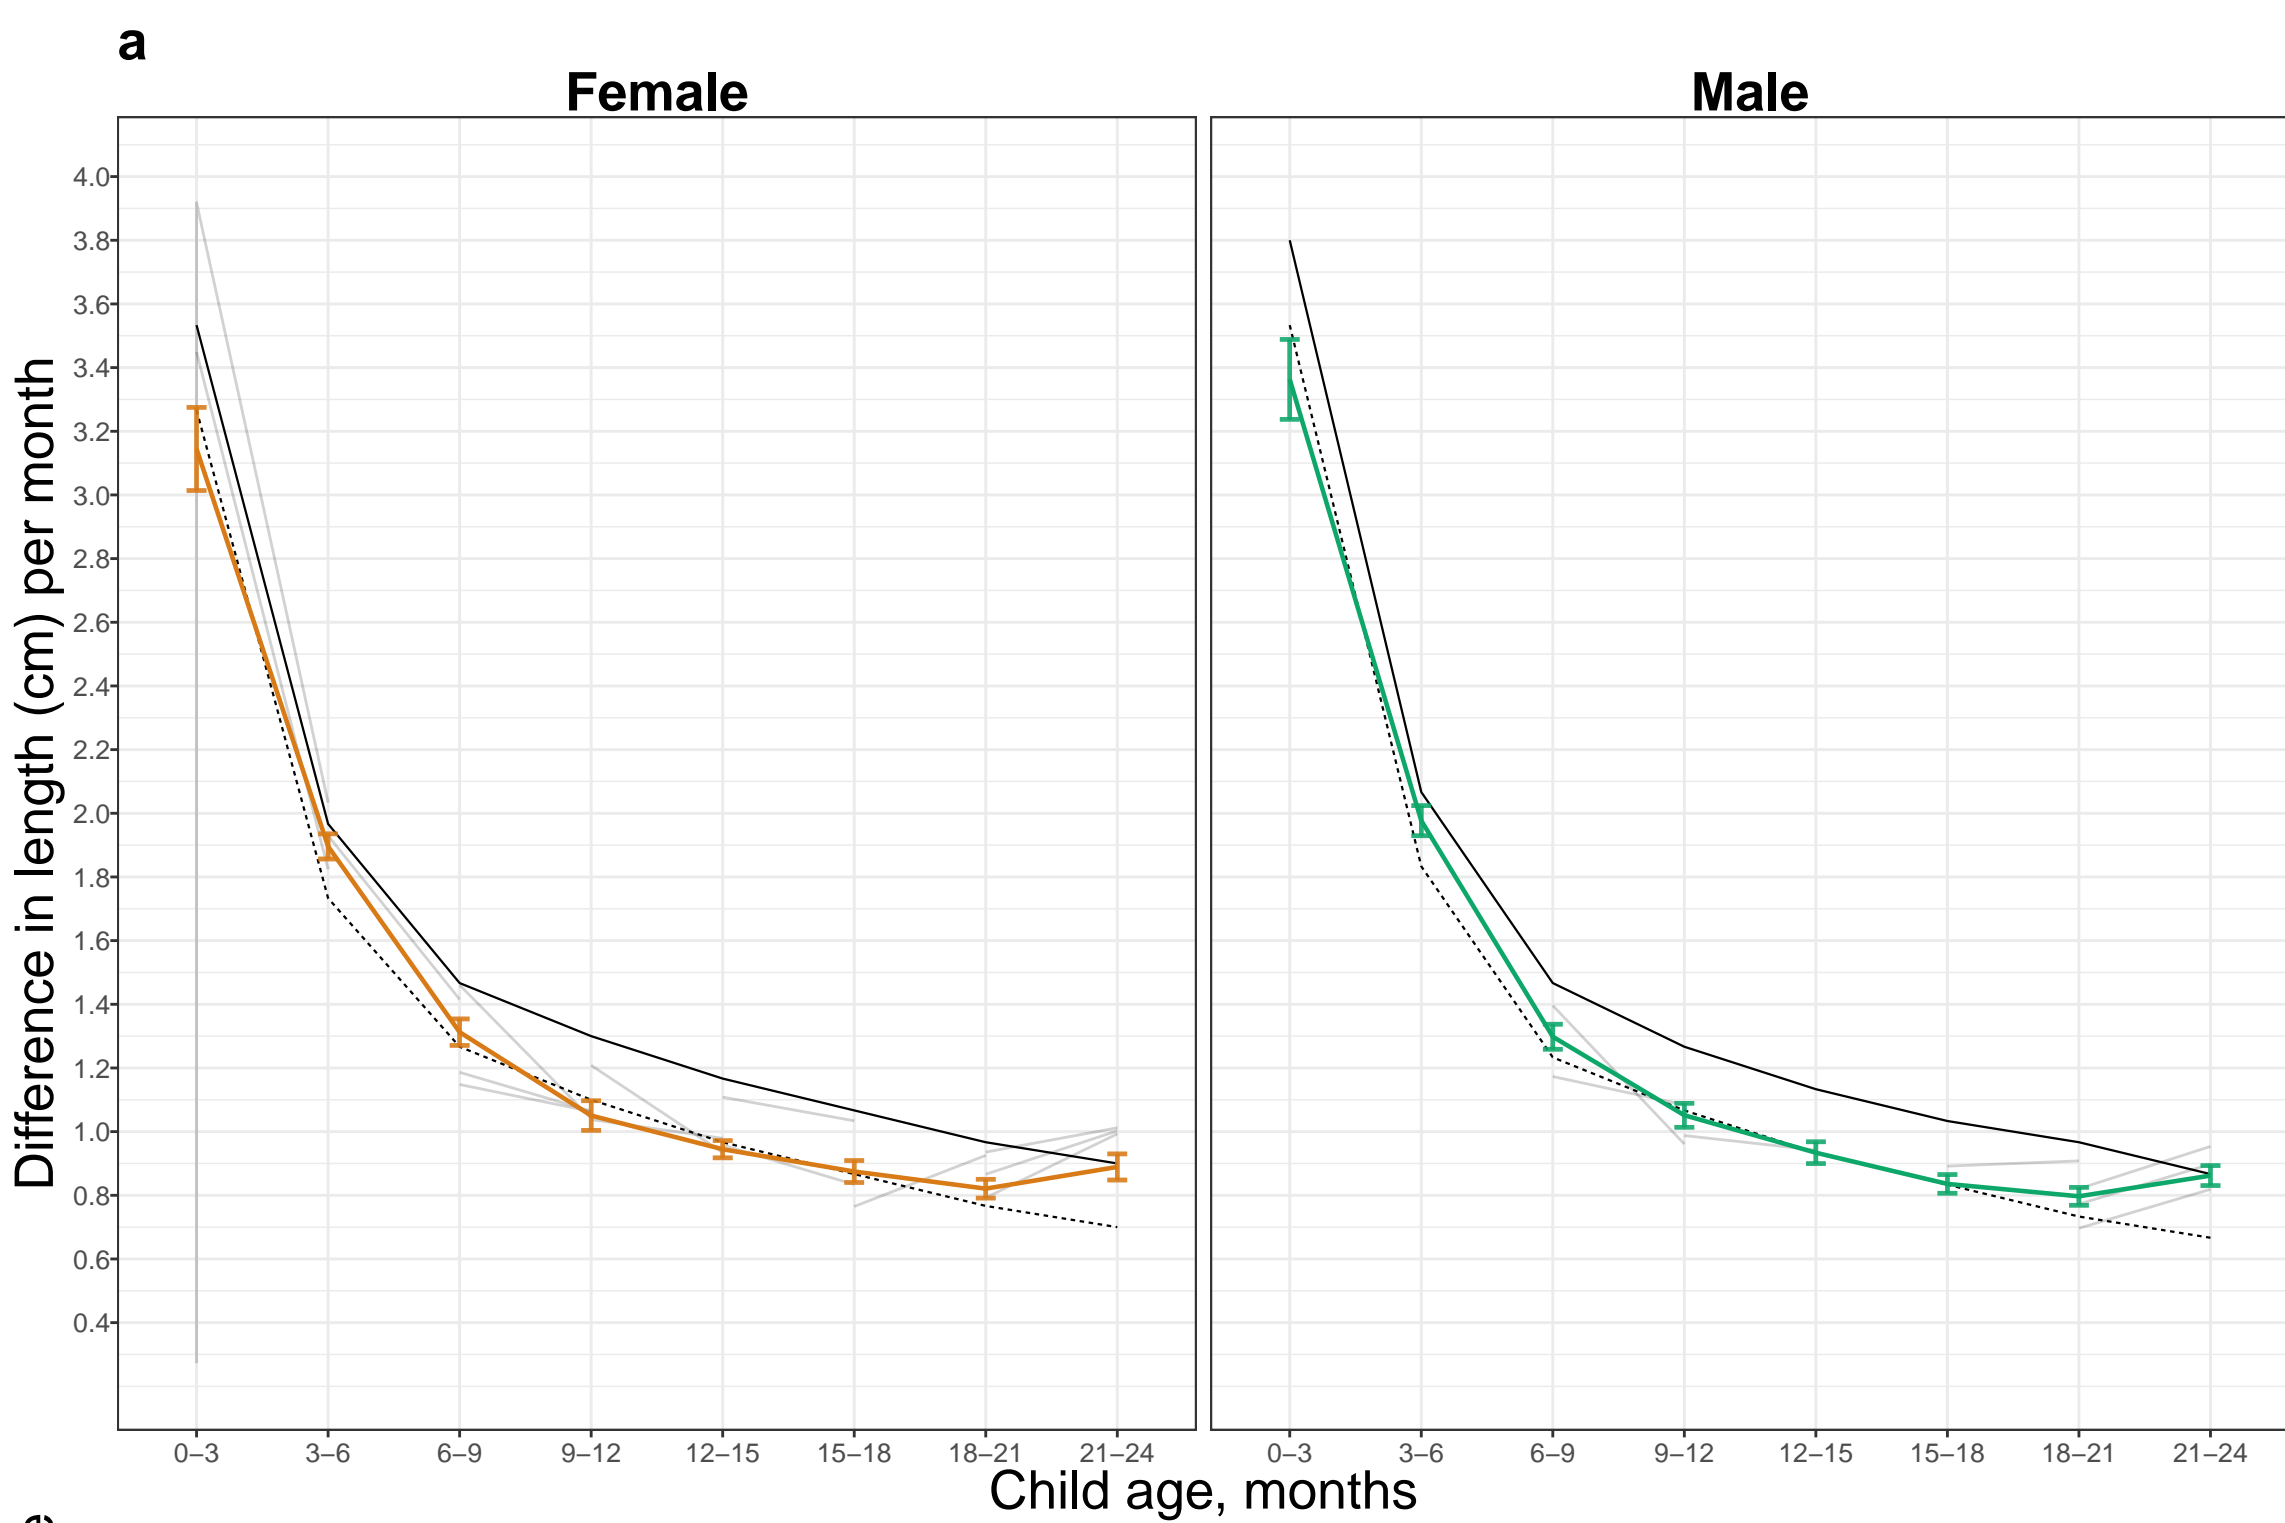 a
Female
Male
Difference in length (cm) per month
4.0
3.8
3.6
3.4
3.2
3.0
2.8
2.6
2.4
2.2
2.0
1.8
1.6
1.4
1.2
1.0
0.8
0.6
0.4
0–3 3–6 6–9 9–12 12–15 15–18 18–21 21–24
0–3 3–6 6–9 9–12 12–15 15–18 18–21 21–24
Child age, months